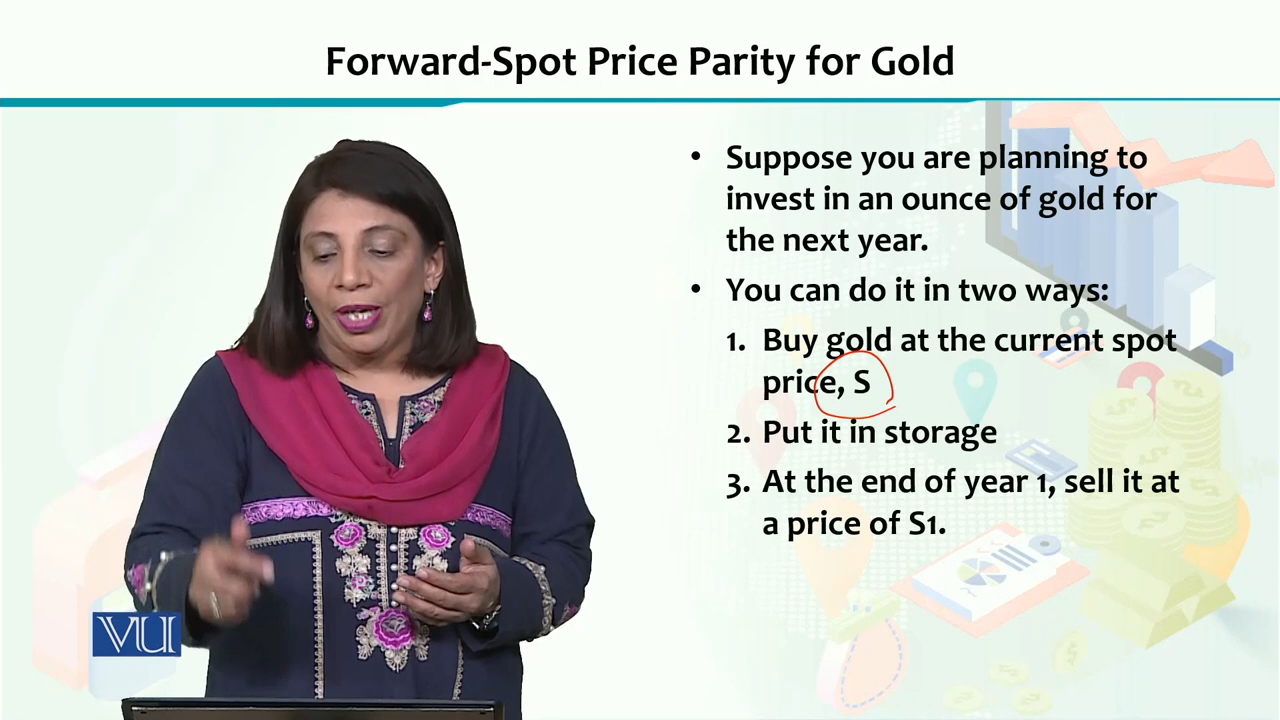 Forward-Spot Price Parity for Gold
• Suppose you are planning to
invest in an ounce of gold for
the next year.
• You can do it in two ways:
1. Buy gold at the current spot
price, S
2. Put it in storage
3. At the end of year 1, sell it at
a price of S1.
VU